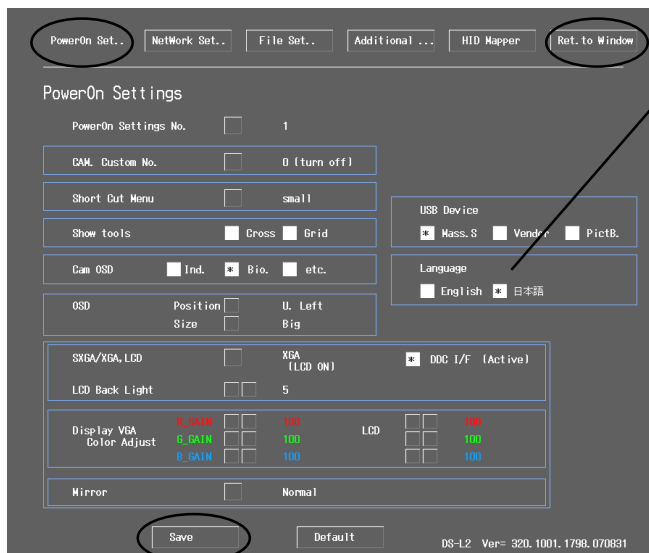 PowerOn Set.. NetWork Set.. File Set.. Additional ... HID Mapper Ret.to Window
PowerOn Settings
PowerOn Settings No. 1
CAM. Custom No. 0 (turn off)
Short Cut Menu small
Show tools Cross Grid
Cam OSD Ind. * Bio. etc.
OSD Position U. Left
Size Big
USB Device
* Mass.S Vender PictB.
Language
English * 日本語
SXGA/XGA,LCD XGA * DDC I/F (Active)
(LCD ON)
LCD Back Light 5
Display VGA Color Adjust LCD
R_GAIN 100 100
G_GAIN 100 100
B_GAIN 100 100
Mirror Normal
Save Default
DS-L2 Ver= 320.1001.1798.070831